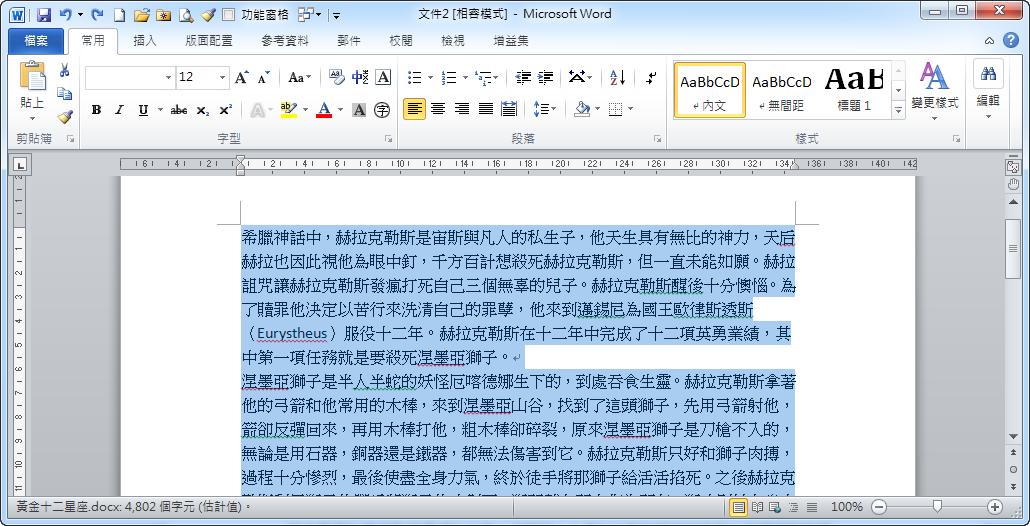 功能窗格
文件2 [相容模式] - Microsoft Word
檔案 常用 插入 版面配置 參考資料 郵件 校閱 檢視 增益集
貼上
12
Aa
中文
B I U abc x₂ x² A ab A A A 字
AaBbCcD
AaBbCcD
AaB
內文
無間距
標題 1
變更樣式
編輯
剪貼簿 字型 段落 樣式
希臘神話中，赫拉克勒斯是宙斯與凡人的私生子，他天生具有無比的神力，天后
赫拉也因此視他為眼中釘，千方百計想殺死赫拉克勒斯，但一直未能如願。赫拉
詛咒讓赫拉克勒斯發瘋打死自己三個無辜的兒子。赫拉克勒斯醒後十分懊惱。為
了贖罪他決定以苦行來洗清自己的罪孽，他來到邁錫尼為國王歐律斯透斯
（Eurystheus）服役十二年。赫拉克勒斯在十二年中完成了十二項英勇業績，其
中第一項任務就是要殺死涅墨亞獅子。
涅墨亞獅子是半人半蛇的妖怪厄喀德娜生下的，到處吞食生靈。赫拉克勒斯拿著
他的弓箭和他常用的木棒，來到涅墨亞山谷，找到了這頭獅子，先用弓箭射他，
箭卻反彈回來，再用木棒打他，粗木棒卻碎裂，原來涅墨亞獅子是刀槍不入的，
無論是用石器，銅器還是鐵器，都無法傷害到它。赫拉克勒斯只好和獅子肉搏，
過程十分慘烈，最後使盡全身力氣，終於徒手將那獅子給活活掐死。之後赫拉克
黃金十二星座.docx: 4,802 個字元 (估計值)。
100%